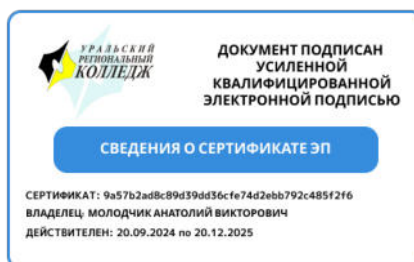 УРАЛЬСКИЙ
РЕГИОНАЛЬНЫЙ
КОЛЛЕДЖ
ДОКУМЕНТ ПОДПИСАН
УСИЛЕННОЙ
КВАЛИФИЦИРОВАННОЙ
ЭЛЕКТРОННОЙ ПОДПИСЬЮ
СВЕДЕНИЯ О СЕРТИФИКАТЕ ЭП
СЕРТИФИКАТ: 9a57b2ad8c89d39dd36cfe74d2ebb792c485f2f6
ВЛАДЕЛЕЦ: МОЛОДЧИК АНАТОЛИЙ ВИКТОРОВИЧ
ДЕЙСТВИТЕЛЕН: 20.09.2024 по 20.12.2025